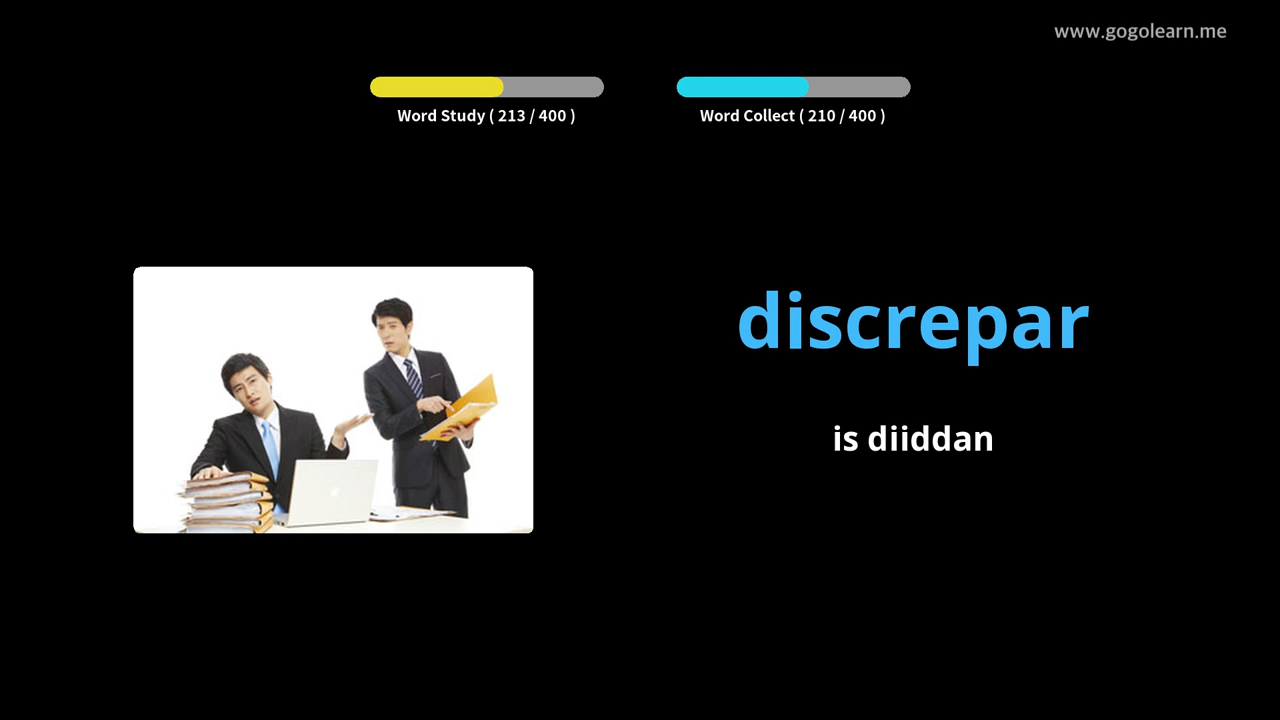 www.gogolearn.me
Word Study ( 213 / 400 )
Word Collect ( 210 / 400 )
discrepar
is diiddan